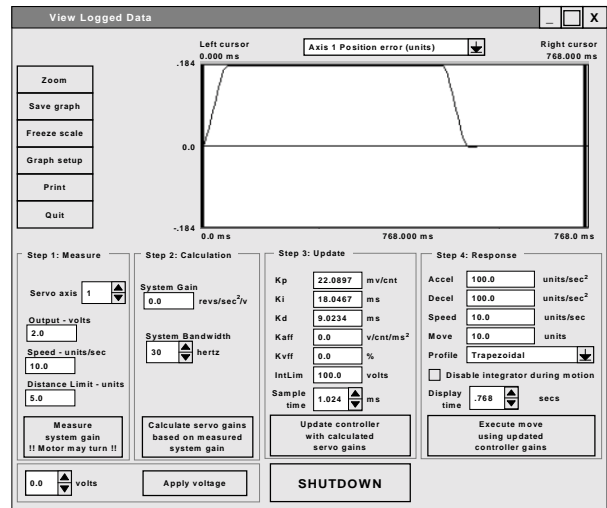 View Logged Data
_ X
Left cursor
0.000 ms
Axis 1 Position error (units)
Right cursor
768.000 ms
.184
0.0
-.184
0.0 ms
768.000 ms
768.0 ms
Zoom
Save graph
Freeze scale
Graph setup
Print
Quit
Step 1: Measure
Servo axis 1
Output - volts
2.0
Speed - units/sec
10.0
Distance Limit - units
5.0
Measure
system gain
!! Motor may turn !!
Step 2: Calculation
System Gain
0.0 revs/sec²/v
System Bandwidth
30 hertz
Calculate servo gains
based on measured
system gain
Step 3: Update
Kp 22.0897 mv/cnt
Ki 18.0467 ms
Kd 9.0234 ms
Kaff 0.0 v/cnt/ms²
Kvff 0.0 %
IntLim 100.0 volts
Sample
time 1.024 ms
Update controller
with calculated
servo gains
Step 4: Response
Accel 100.0 units/sec²
Decel 100.0 units/sec²
Speed 10.0 units/sec
Move 10.0 units
Profile Trapezoidal
Disable integrator during motion
Display
time .768 secs
Execute move
using updated
controller gains
0.0 volts
Apply voltage
SHUTDOWN